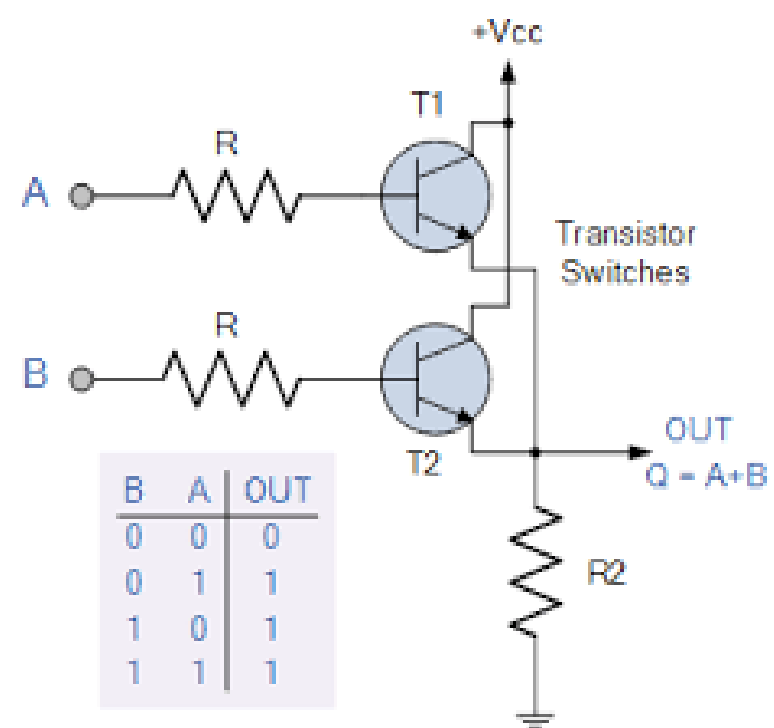 +Vcc
T1
R
A
Transistor
Switches
R
B
T2
OUT
Q = A+B
B A OUT
0 0 0
0 1 1
1 0 1
1 1 1
R2